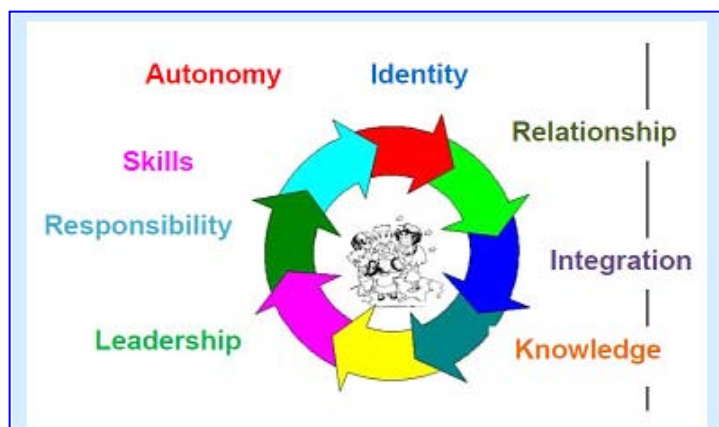 Autonomy
Identity
Relationship
Skills
Responsibility
Integration
Leadership
Knowledge